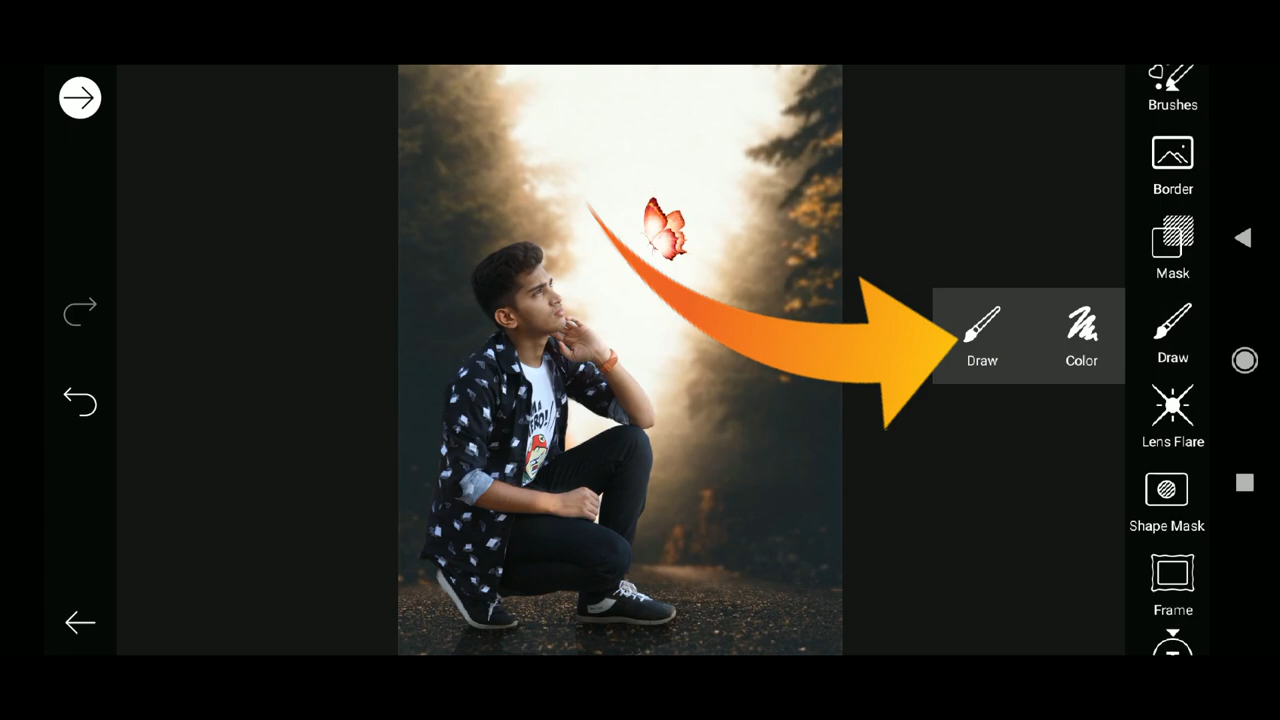 Brushes
Border
Mask
Draw
Color
Draw
Lens Flare
Shape Mask
Frame